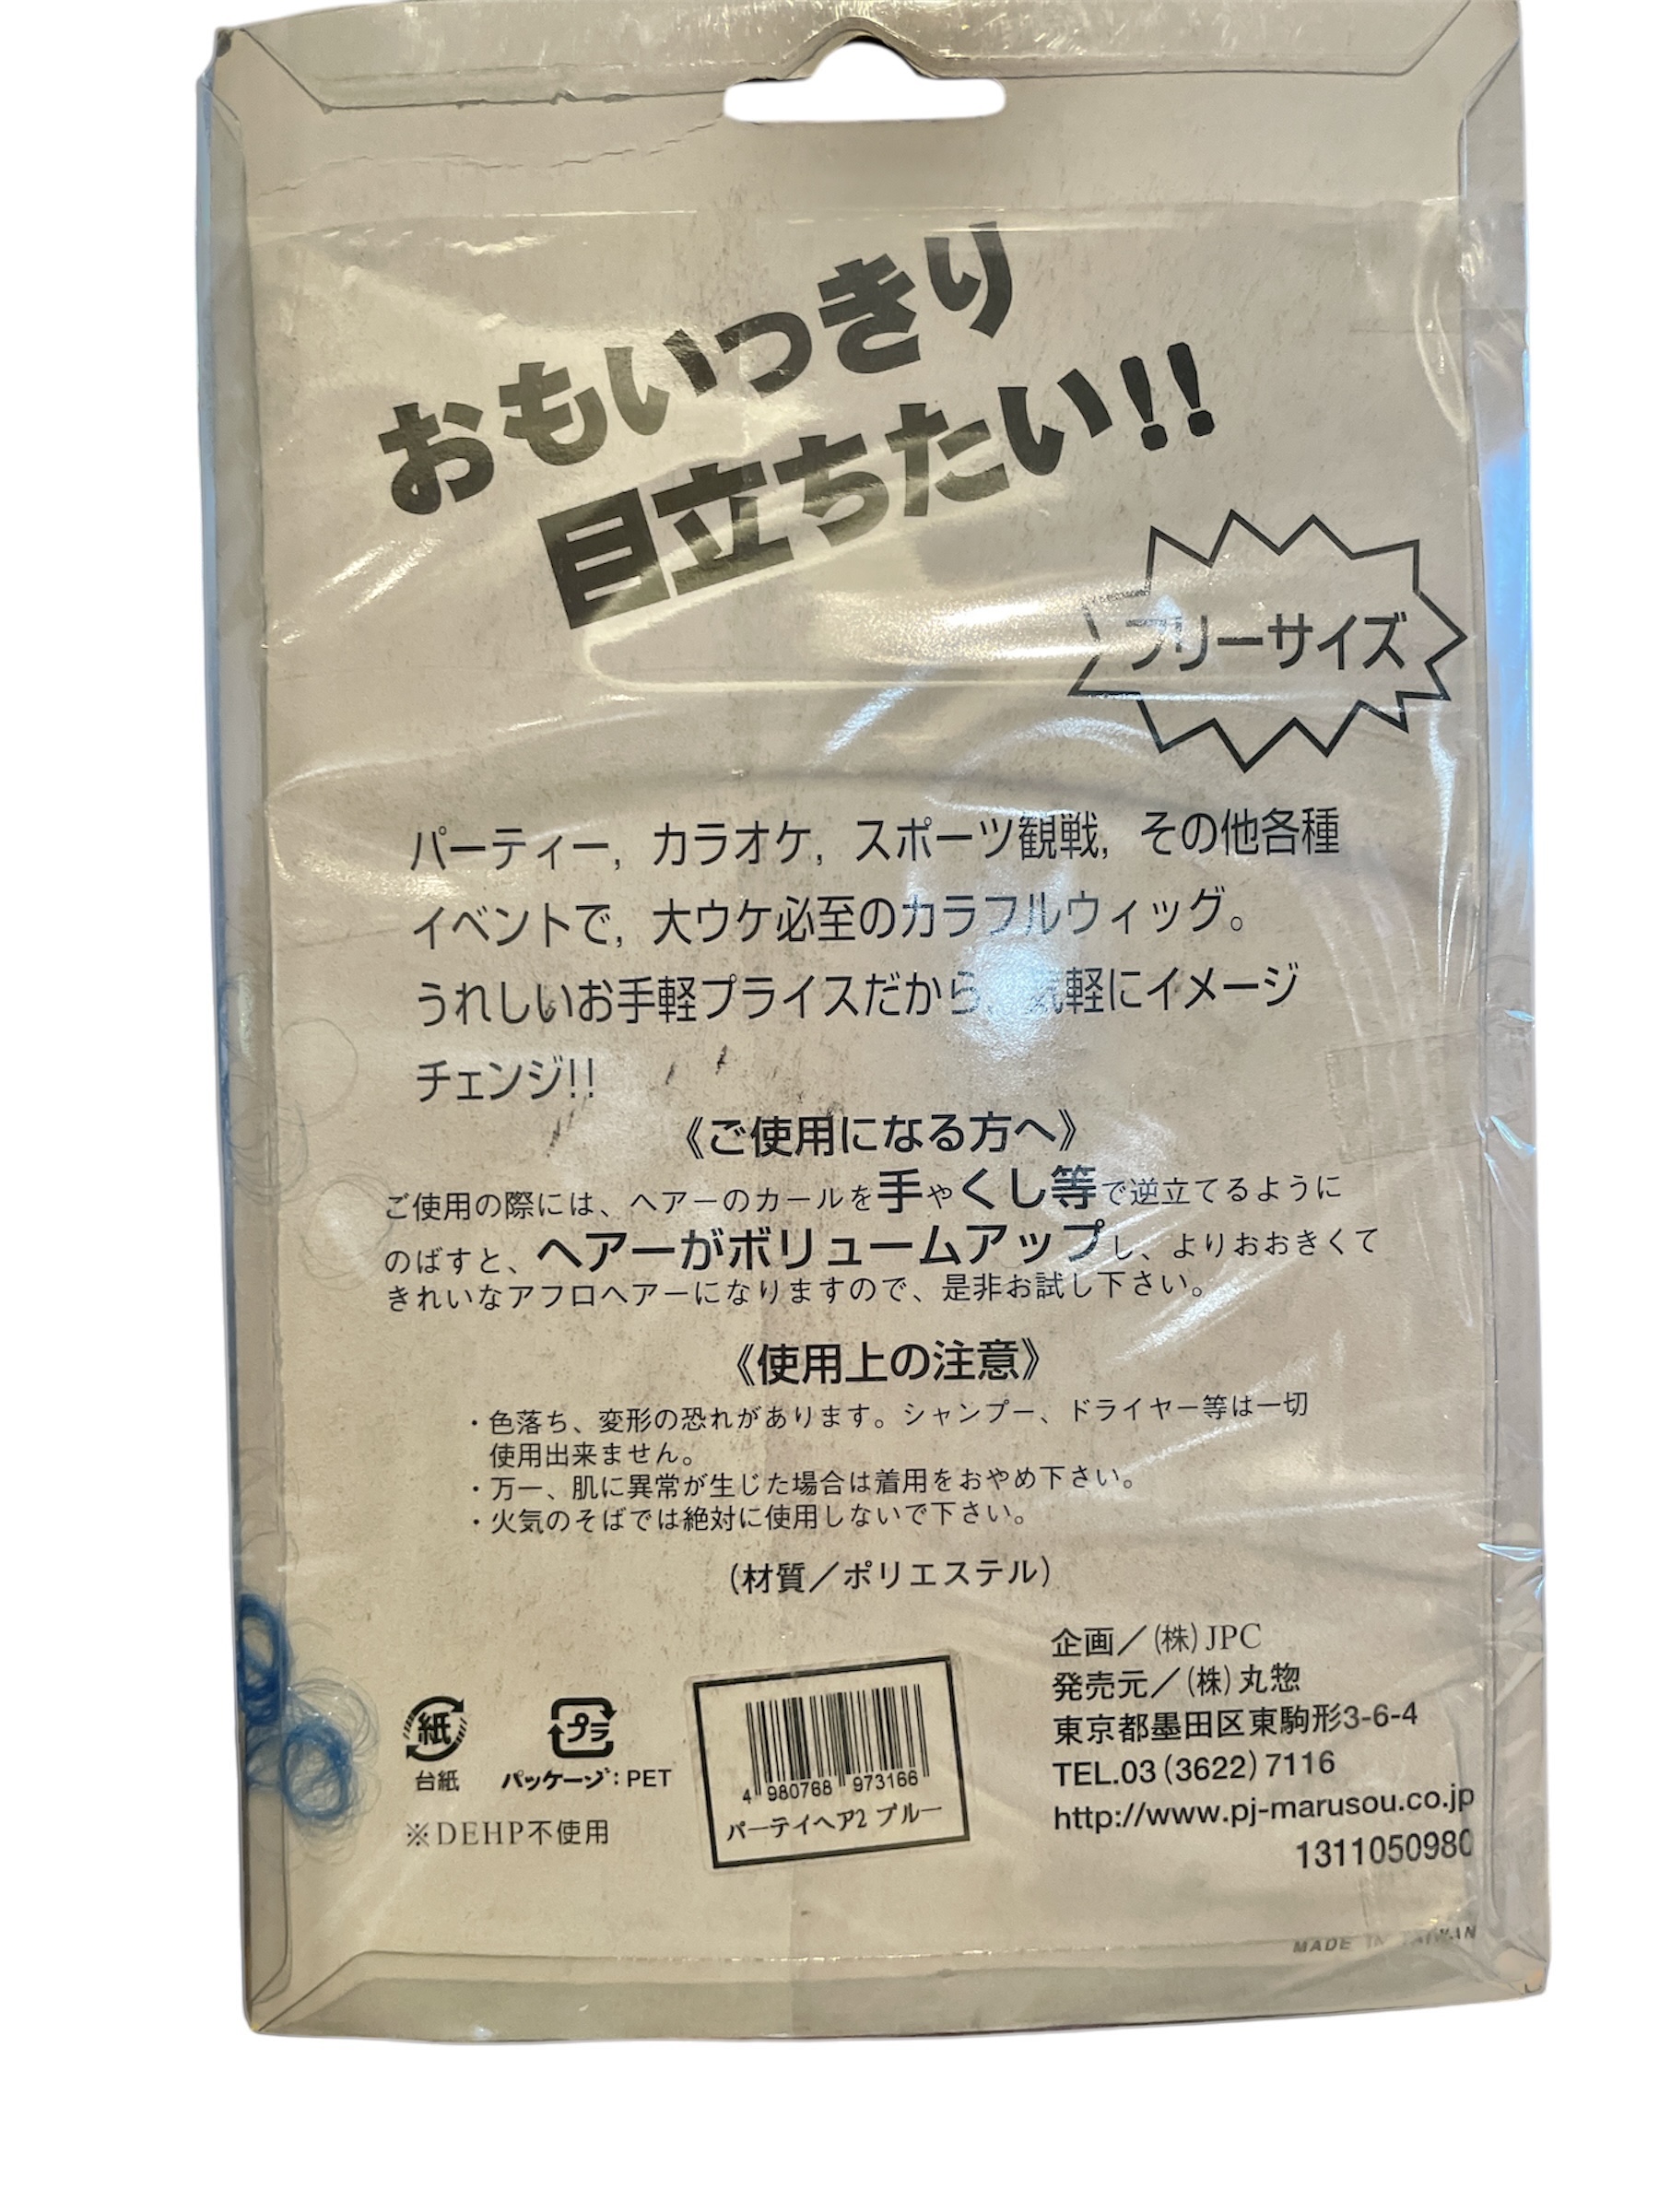 おもいっきり
目立ちたい!!
フリーサイズ
パーティー, カラオケ, スポーツ観戦, その他各種
イベントで, 大ウケ必至のカラフルウィッグ。
うれしいお手軽プライスだから、気軽にイメージ
チェンジ!!
《ご使用になる方へ》
ご使用の際には、ヘアーのカールを手やくし等で逆立てるように
のばすと、ヘアーがボリュームアップし、よりおおきくて
きれいなアフロヘアーになりますので、是非お試し下さい。
《使用上の注意》
・色落ち、変形の恐れがあります。シャンプー、ドライヤー等は一切
使用出来ません。
・万一、肌に異常が生じた場合は着用をおやめ下さい。
・火気のそばでは絶対に使用しないで下さい。
(材質／ポリエステル)
企画／(株)JPC
発売元／(株)丸惣
東京都墨田区東駒形3-6-4
TEL.03(3622)7116
http://www.pj-marusou.co.jp
1311050980
紙
台紙
プラ
パッケージ:PET
※DEHP不使用
4 980768 973166
パーテイヘア2 ブルー
MADE IN TAIWAN